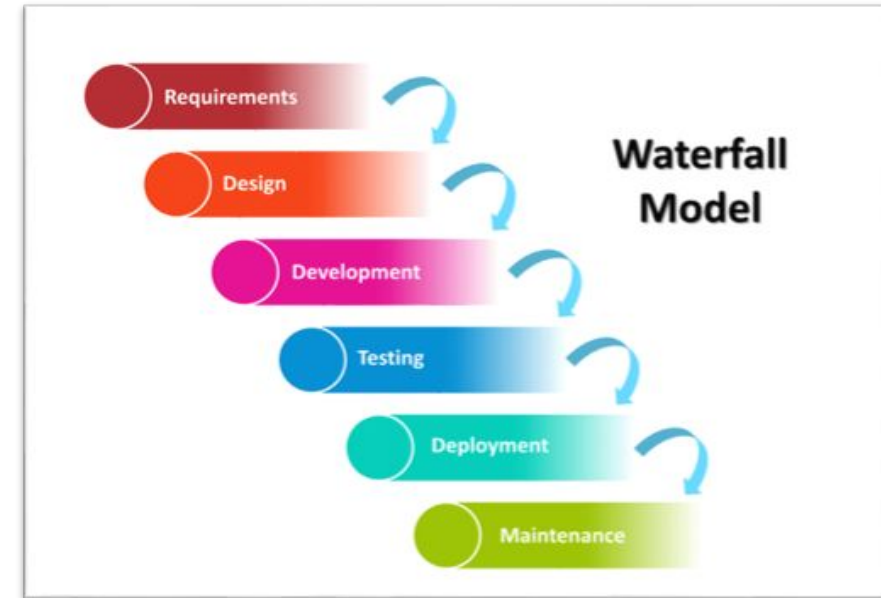 Requirements
Waterfall
Model
Design
Development
Testing
Deployment
Maintenance